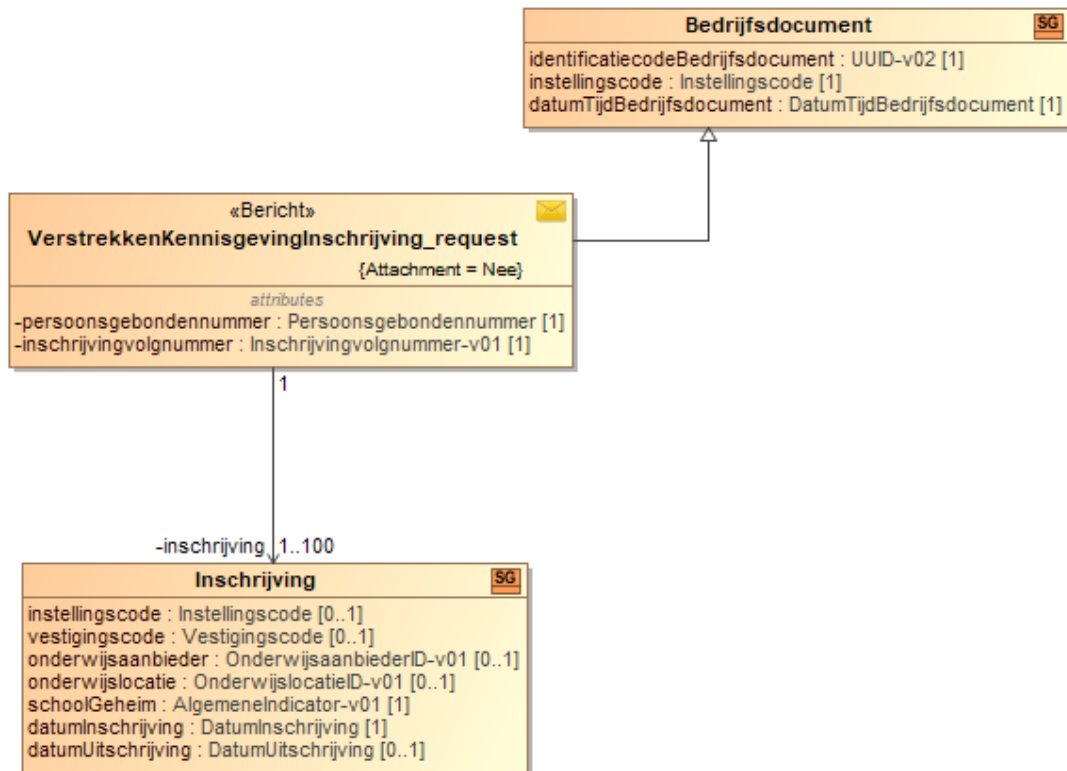 Bedrijfsdocument
SG
identificatiecodeBedrijfsdocument : UUID-v02 [1]
instellingscode : Instellingscode [1]
datumTijdBedrijfsdocument : DatumTijdBedrijfsdocument [1]
«Bericht»
VerstrekkenKennisgevingInschrijving_request
{Attachment = Nee}
attributes
-persoonsgebondennummer : Persoonsgebondennummer [1]
-inschrijvingvolgnummer : Inschrijvingvolgnummer-v01 [1]
1
-inschrijving 1..100
Inschrijving
SG
instellingscode : Instellingscode [0..1]
vestigingscode : Vestigingscode [0..1]
onderwijsaanbieder : OnderwijsaanbiederID-v01 [0..1]
onderwijslocatie : OnderwijslocatieID-v01 [0..1]
schoolGeheim : AlgemeneIndicator-v01 [1]
datumInschrijving : DatumInschrijving [1]
datumUitschrijving : DatumUitschrijving [0..1]